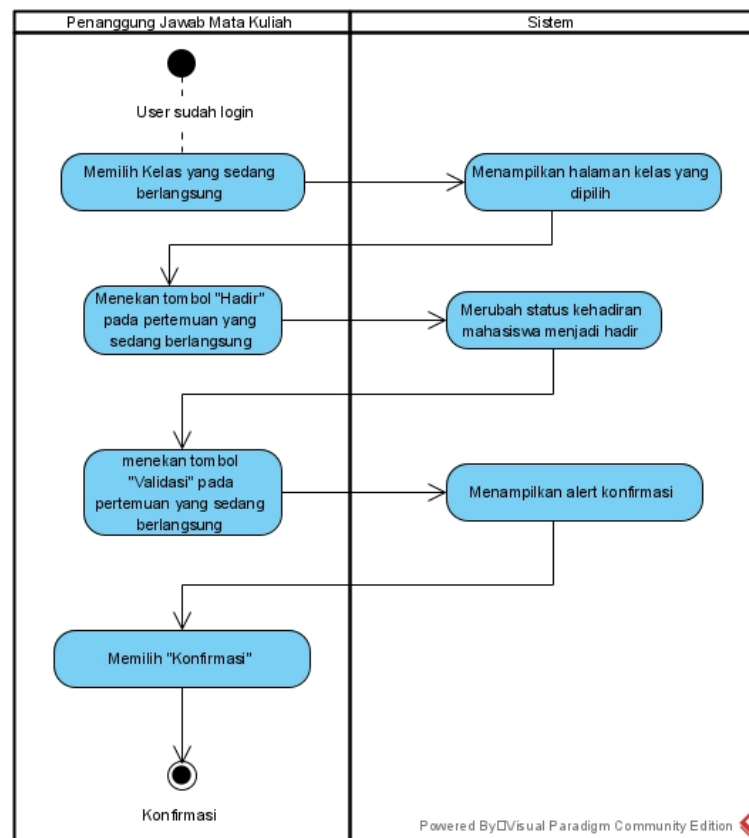 Penanggung Jawab Mata Kuliah
Sistem
User sudah login
Memilih Kelas yang sedang
berlangsung
Menampilkan halaman kelas yang
dipilih
Menekan tombol "Hadir"
pada pertemuan yang
sedang berlangsung
Merubah status kehadiran
mahasiswa menjadi hadir
menekan tombol
"Validasi" pada
pertemuan yang sedang
berlangsung
Menampilkan alert konfirmasi
Memilih "Konfirmasi"
Konfirmasi
Powered By□Visual Paradigm Community Edition